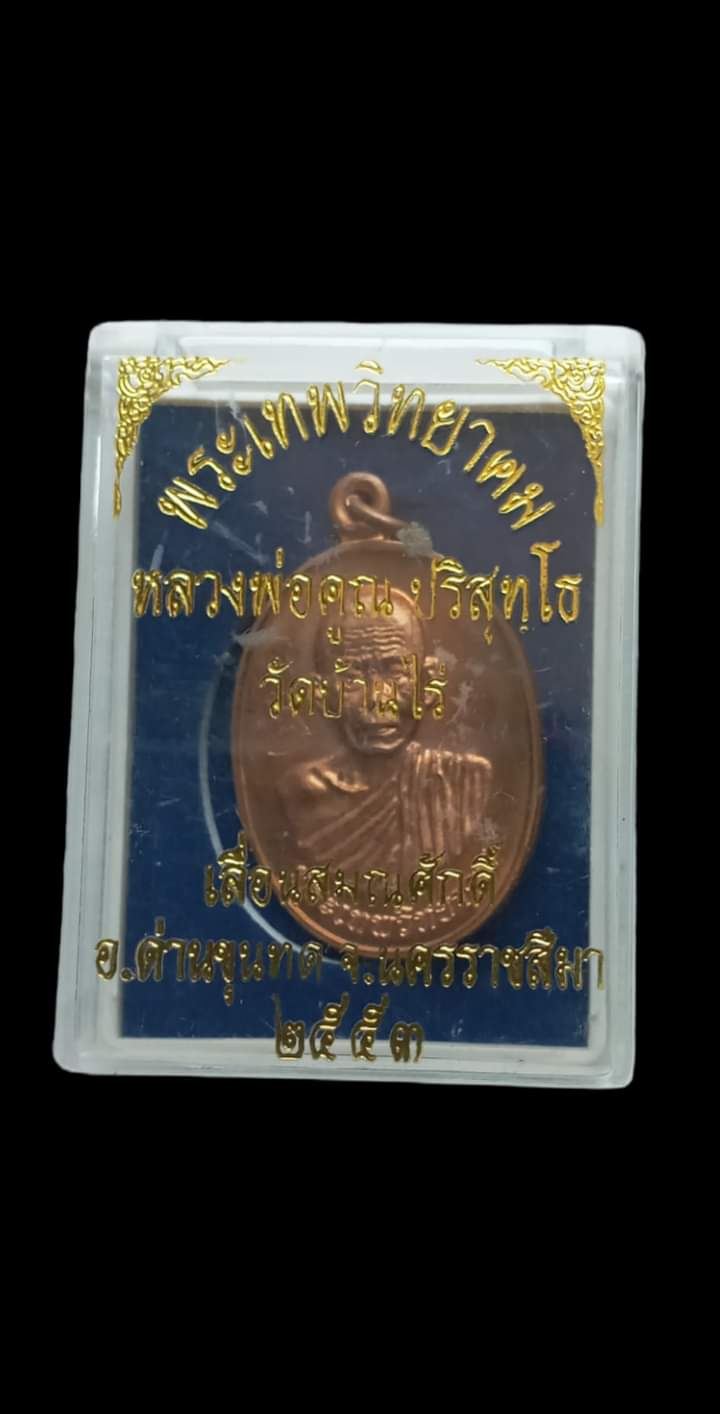 พระเทพวิทยาคม
หลวงพ่อคูณ ปริสุทฺโธ
วัดบ้านไร่
เลื่อนสมณศักดิ์
อ.ด่านขุนทด จ.นครราชสีมา
๒๕๕๓